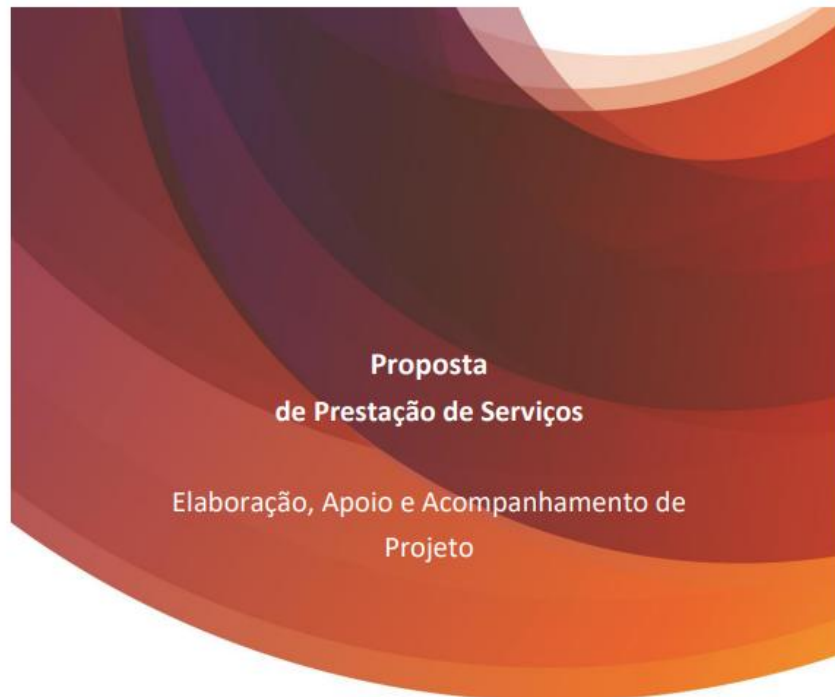 Proposta
de Prestação de Serviços
Elaboração, Apoio e Acompanhamento de
Projeto